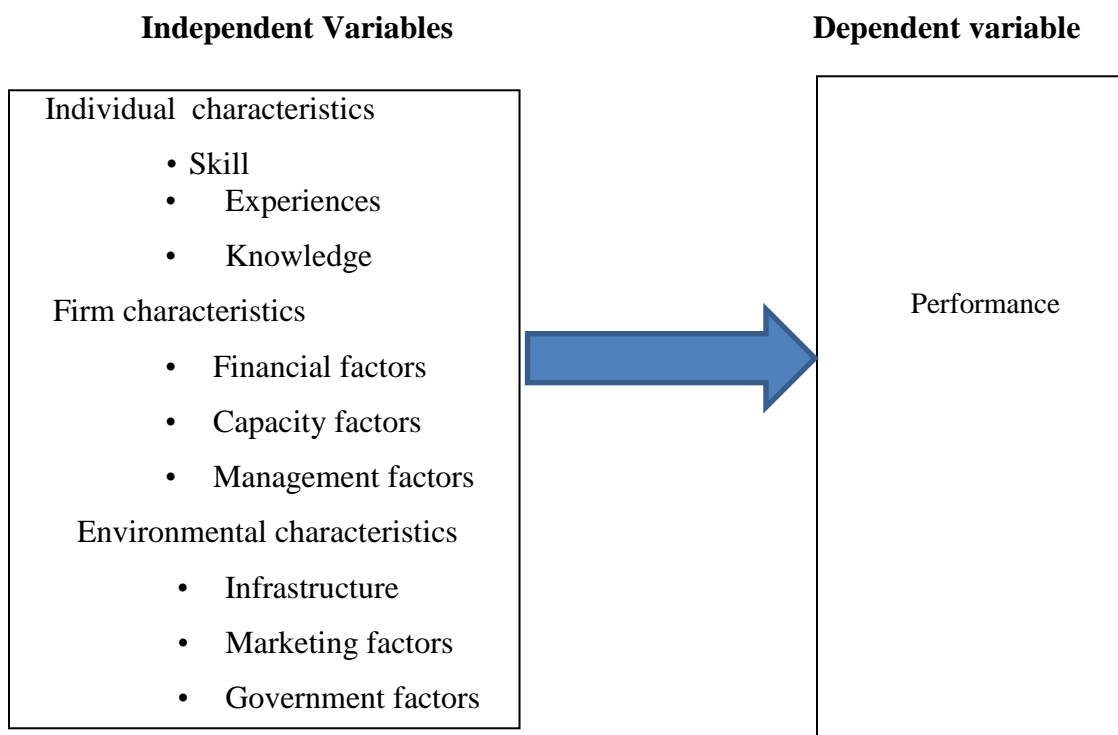 Independent Variables
Dependent variable
Individual characteristics
• Skill
• Experiences
• Knowledge
Firm characteristics
• Financial factors
• Capacity factors
• Management factors
Environmental characteristics
• Infrastructure
• Marketing factors
• Government factors
Performance